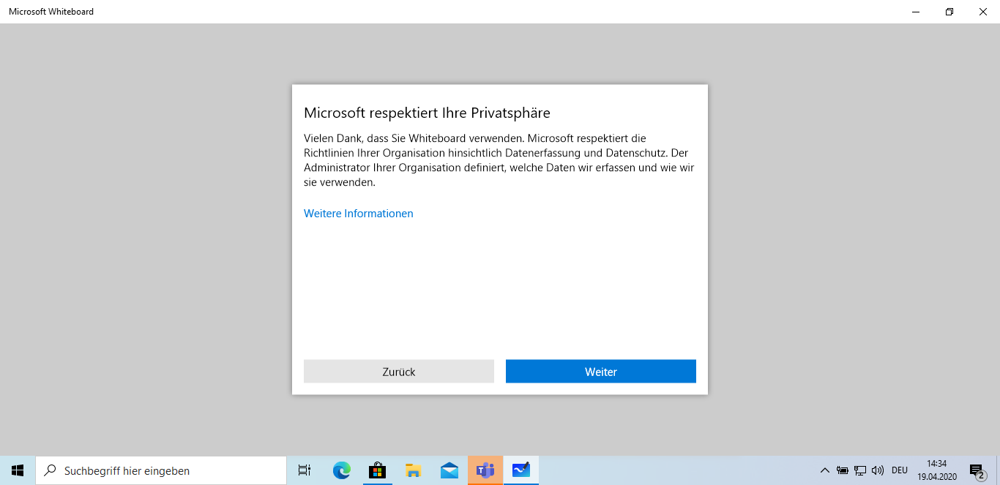 Microsoft Whiteboard
Microsoft respektiert Ihre Privatsphäre
Vielen Dank, dass Sie Whiteboard verwenden. Microsoft respektiert die
Richtlinien Ihrer Organisation hinsichtlich Datenerfassung und Datenschutz. Der
Administrator Ihrer Organisation definiert, welche Daten wir erfassen und wie wir
sie verwenden.
Weitere Informationen
Zurück
Weiter
Suchbegriff hier eingeben
T
DEU
14:34
19.04.2020
2